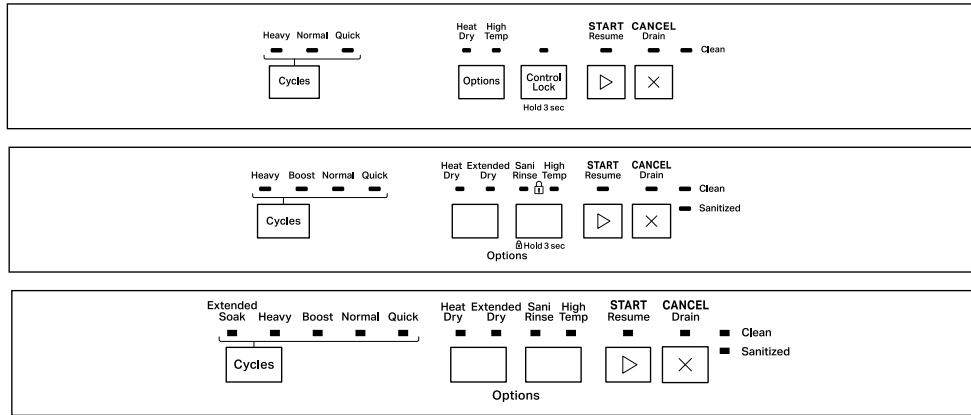 Heat High START CANCEL
Heavy Normal Quick Dry Temp Resume Drain
Clean
Cycles Options Control Lock
Hold 3 sec
Heat Extended Sani High START CANCEL
Heavy Boost Normal Quick Dry Dry Rinse Temp Resume Drain
Clean
Sanitized
Cycles
Hold 3 sec
Options
Extended Heat Extended Sani High START CANCEL
Soak Heavy Boost Normal Quick Dry Dry Rinse Temp Resume Drain
Clean
Sanitized
Cycles
Options